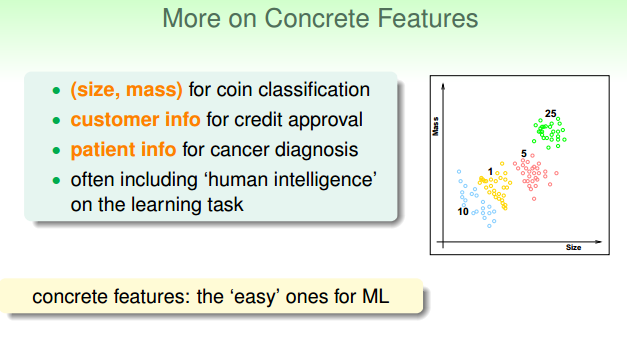 More on Concrete Features
• (size, mass) for coin classification
• customer info for credit approval
• patient info for cancer diagnosis
• often including ‘human intelligence’
on the learning task
25
Mass
5
1
10
Size
concrete features: the ‘easy’ ones for ML